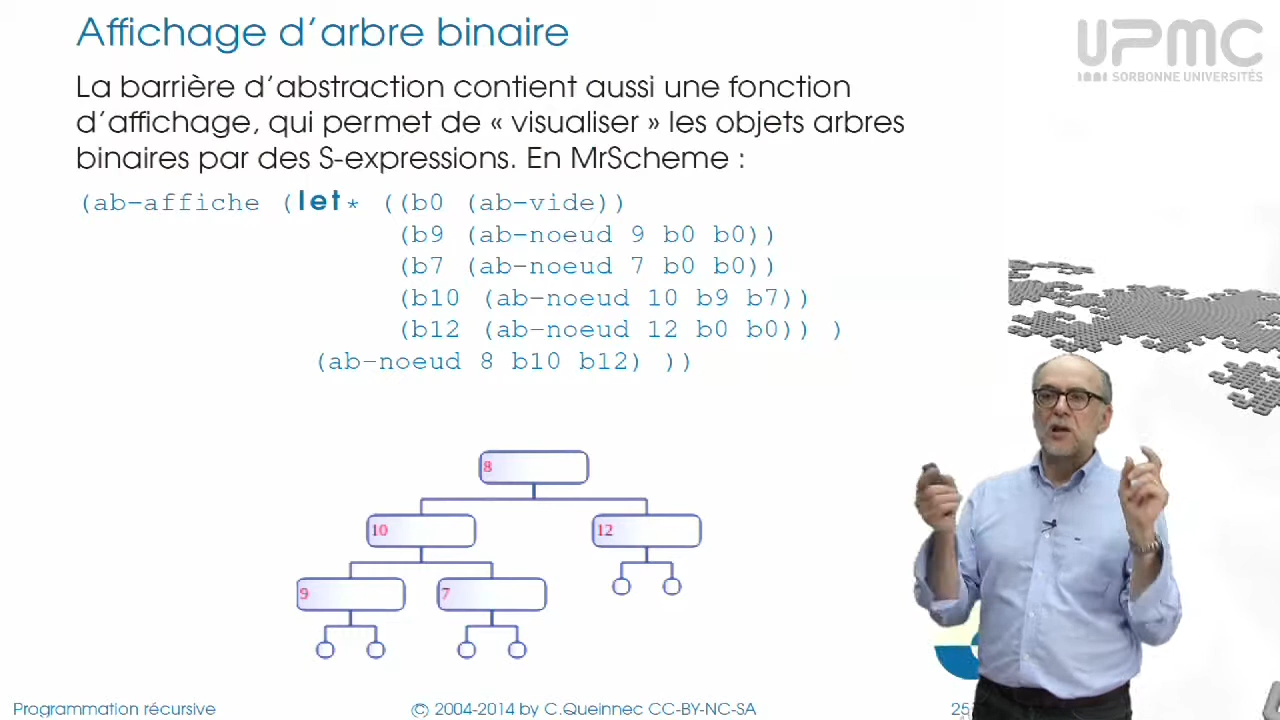 Affichage d'arbre binaire
UPMC
SORBONNE UNIVERSITÉS
La barrière d'abstraction contient aussi une fonction
d'affichage, qui permet de « visualiser » les objets arbres
binaires par des S-expressions. En MrScheme :
(ab-affiche (let* ((b0 (ab-vide))
(b9 (ab-noeud 9 b0 b0))
(b7 (ab-noeud 7 b0 b0))
(b10 (ab-noeud 10 b9 b7))
(b12 (ab-noeud 12 b0 b0)) )
(ab-noeud 8 b10 b12) ))
8
10 12
9 7
Programmation récursive © 2004-2014 by C.Queinnec CC-BY-NC-SA